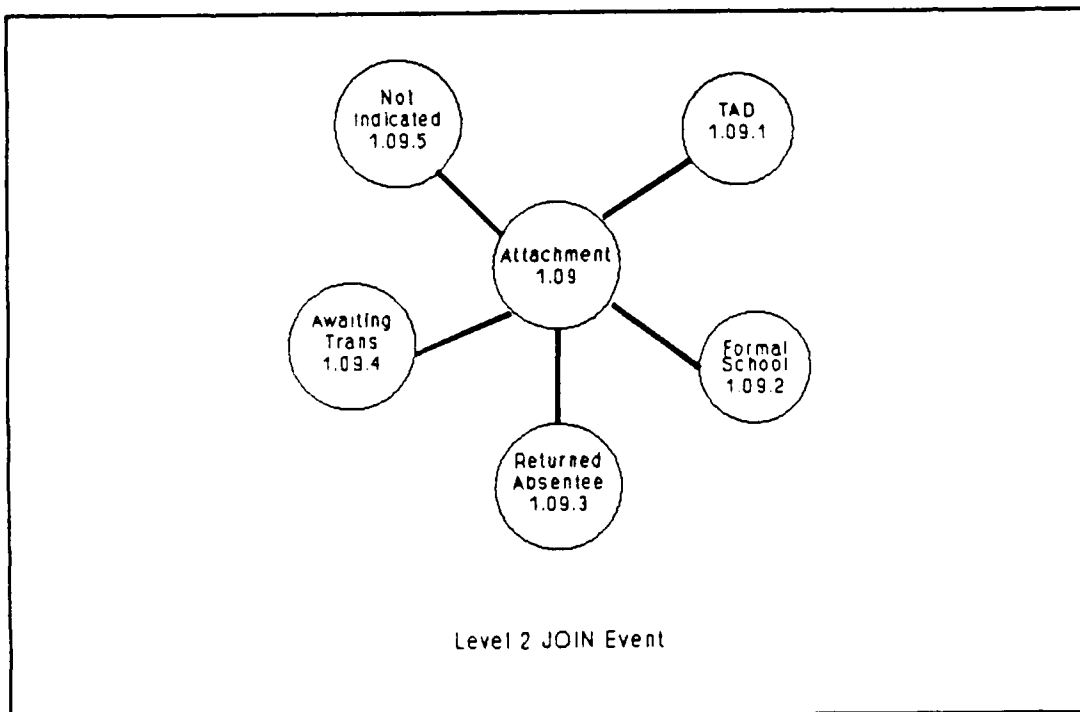 Not
Indicated
1.09.5
TAD
1.09.1
Attachment
1.09
Awaiting
Trans
1.09.4
Formal
School
1.09.2
Returned
Absentee
1.09.3
Level 2 JOIN Event